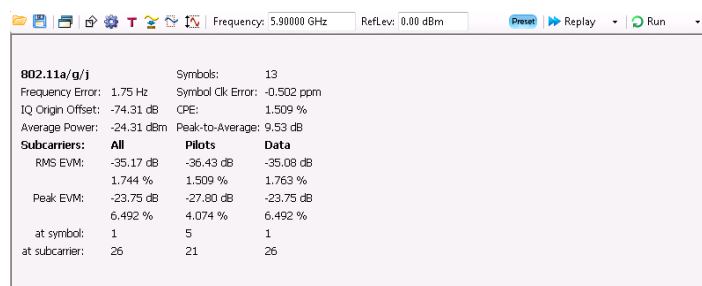 Frequency: 5.90000 GHz RefLev: 0.00 dBm Preset Replay Run
802.11a/g/j Symbols: 13
Frequency Error: 1.75 Hz Symbol Clk Error: -0.502 ppm
IQ Origin Offset: -74.31 dB CPE: 1.509 %
Average Power: -24.31 dBm Peak-to-Average: 9.53 dB
Subcarriers: All Pilots Data
RMS EVM: -35.17 dB -36.43 dB -35.08 dB
1.744 % 1.509 % 1.763 %
Peak EVM: -23.75 dB -27.80 dB -23.75 dB
6.492 % 4.074 % 6.492 %
at symbol: 1 5 1
at subcarrier: 26 21 26